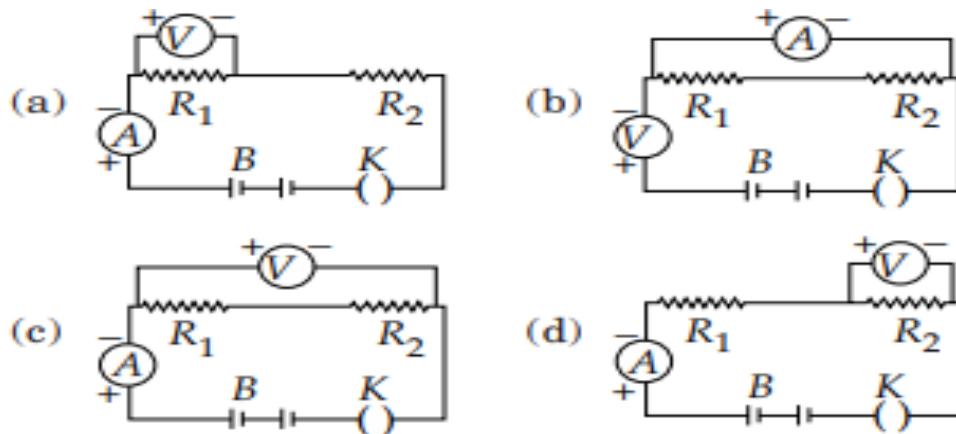 + V −
(a) − A + R₁ R₂
B K
( )
+ A −
(b) − V + R₁ R₂
B K
( )
+ V −
(c) − A + R₁ R₂
B K
( )
+ V −
(d) − A + R₁ R₂
B K
( )